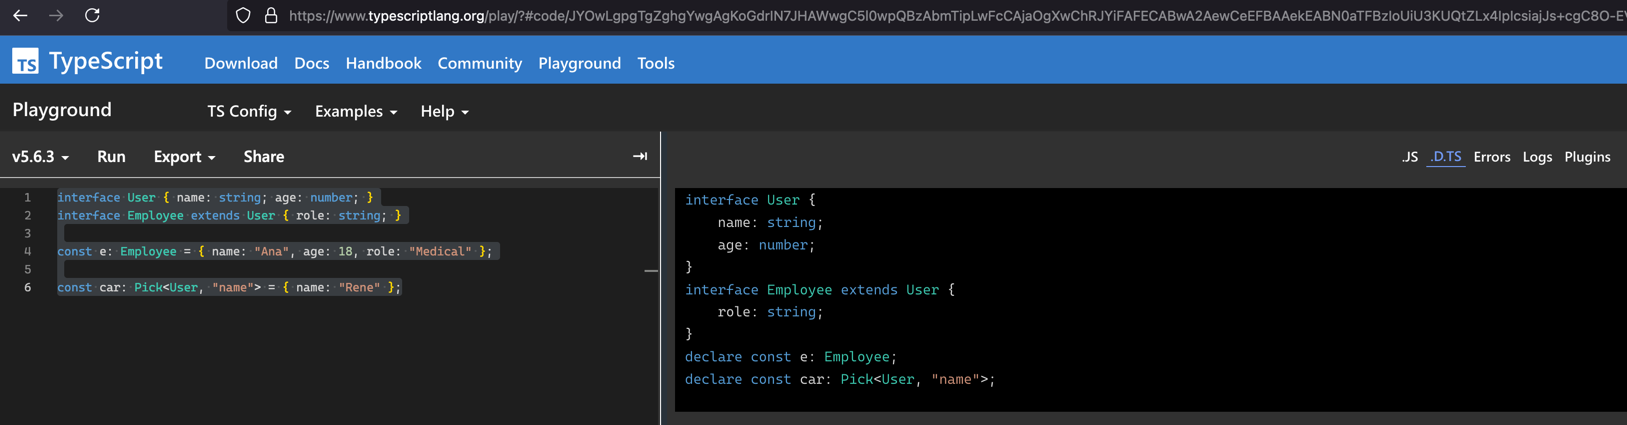 https://www.typescriptlang.org/play/?#code/
TS TypeScript Download Docs Handbook Community Playground Tools
Playground TS Config Examples Help
v5.6.3 Run Export Share .JS .D.TS Errors Logs Plugins
1 interface User { name: string; age: number; }
2 interface Employee extends User { role: string; }
3
4 const e: Employee = { name: "Ana", age: 18, role: "Medical" };
5
6 const car: Pick<User, "name"> = { name: "Rene" };
interface User {
name: string;
age: number;
}
interface Employee extends User {
role: string;
}
declare const e: Employee;
declare const car: Pick<User, "name">;